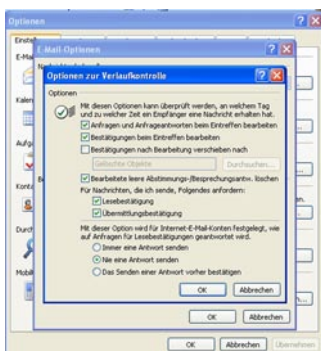 Optionen
E-Mail-Optionen
Optionen zur Verlaufkontrolle
Optionen
Mit diesen Optionen kann überprüft werden, an welchem Tag
und zu welcher Zeit ein Empfänger eine Nachricht erhalten hat.
Anfragen und Anfrageantworten beim Eintreffen bearbeiten
Bestätigungen beim Eintreffen bearbeiten
Bestätigungen nach Bearbeitung verschieben nach
Gelöschte Objekte
Durchsuchen...
Bearbeitete leere Abstimmungs-/Besprechungsantw. löschen
Für Nachrichten, die ich sende, Folgendes anfordern:
Lesebestätigung
Übermittlungsbestätigung
Mit dieser Option wird für Internet-E-Mail-Konten festgelegt, wie
auf Anfragen für Lesebestätigungen geantwortet wird.
Immer eine Antwort senden
Nie eine Antwort senden
Das Senden einer Antwort vorher bestätigen
OK Abbrechen
OK Abbrechen
OK Abbrechen Übernehmen